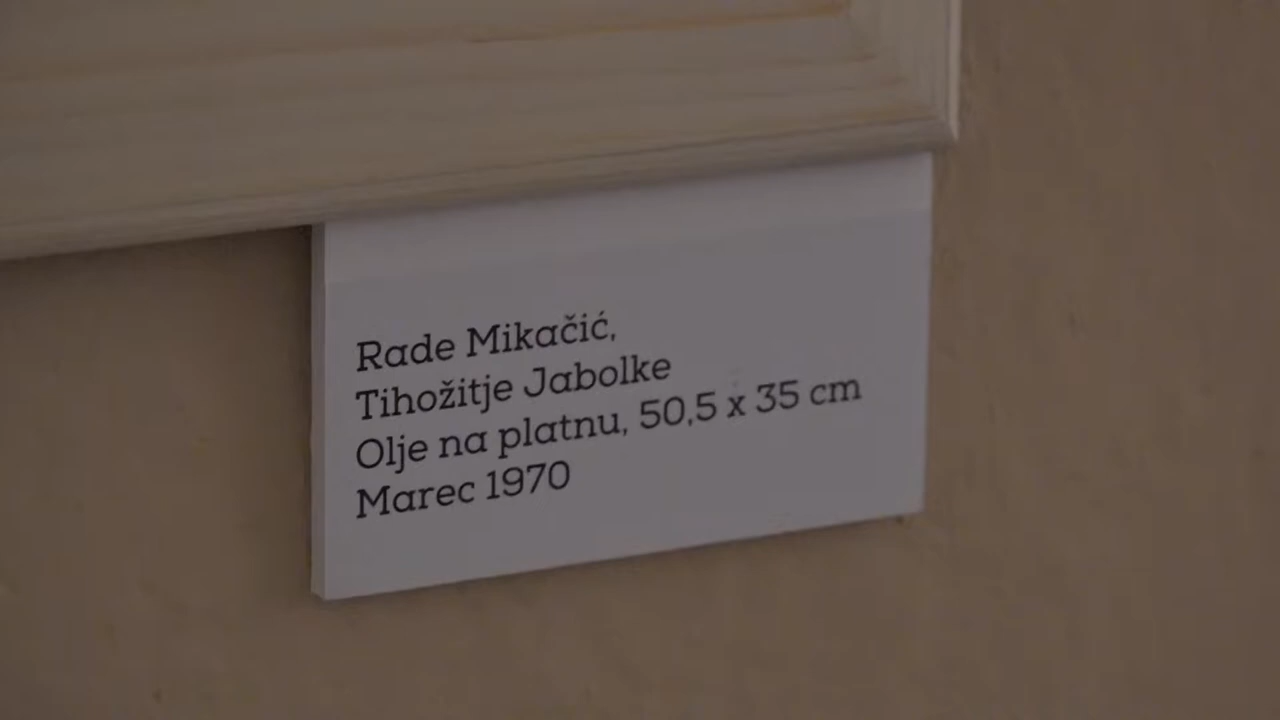 Rade Mikačić,
Tihožitje Jabolke
Olje na platnu, 50,5 x 35 cm
Marec 1970